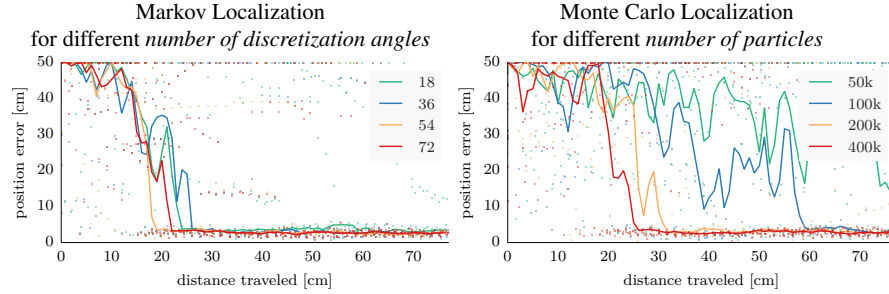 Markov Localization
for different number of discretization angles
50
40
30
20
10
0
position error [cm]
18
36
54
72
0 10 20 30 40 50 60 70
distance traveled [cm]
Monte Carlo Localization
for different number of particles
50
40
30
20
10
0
position error [cm]
50k
100k
200k
400k
0 10 20 30 40 50 60 70
distance traveled [cm]